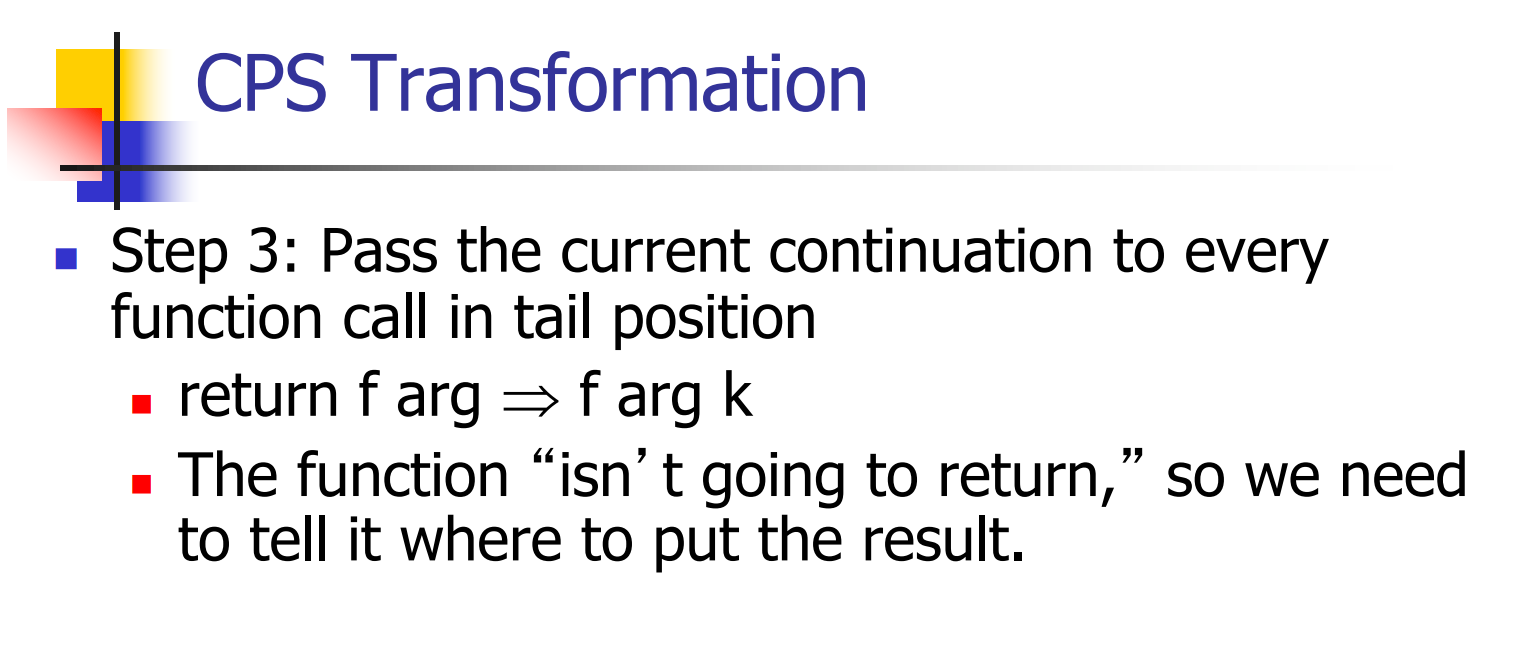 CPS Transformation
Step 3: Pass the current continuation to every
function call in tail position
return f arg ⇒ f arg k
The function “isn’t going to return,” so we need
to tell it where to put the result.